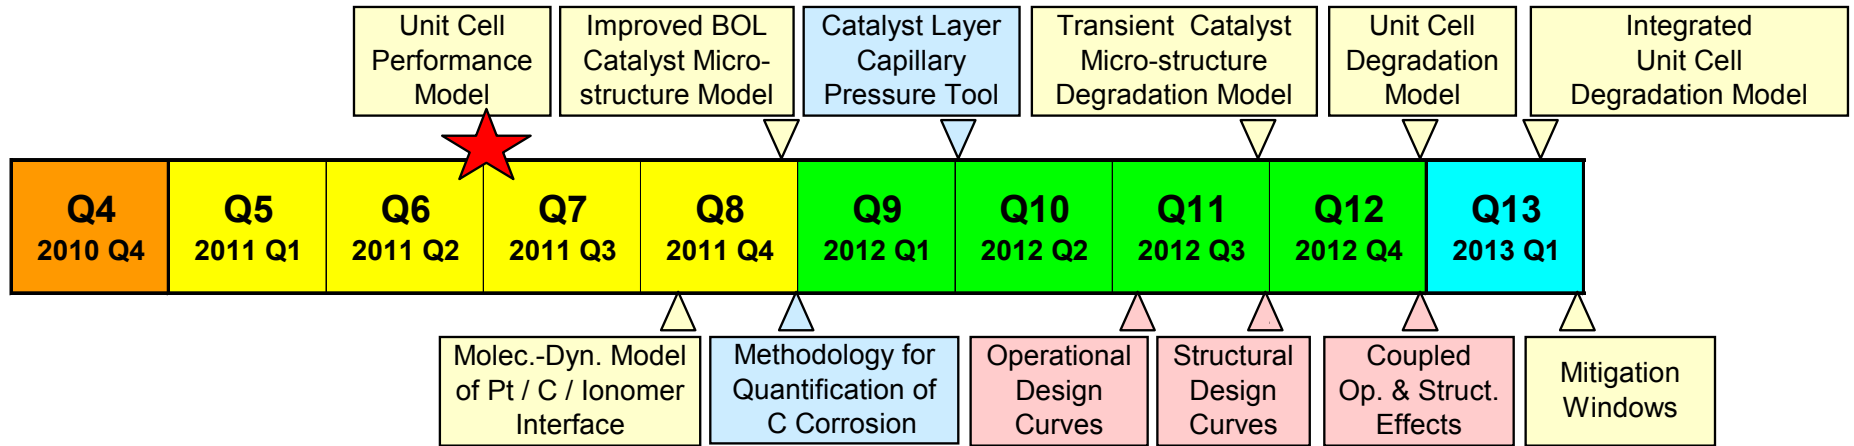 Unit Cell
Performance
Model
Improved BOL
Catalyst Micro-
structure Model
Catalyst Layer
Capillary
Pressure Tool
Transient Catalyst
Micro-structure
Degradation Model
Unit Cell
Degradation
Model
Integrated
Unit Cell
Degradation Model
Q4
2010 Q4
Q5
2011 Q1
Q6
2011 Q2
Q7
2011 Q3
Q8
2011 Q4
Q9
2012 Q1
Q10
2012 Q2
Q11
2012 Q3
Q12
2012 Q4
Q13
2013 Q1
Molec.-Dyn. Model
of Pt / C / Ionomer
Interface
Methodology for
Quantification of
C Corrosion
Operational
Design
Curves
Structural
Design
Curves
Coupled
Op. & Struct.
Effects
Mitigation
Windows